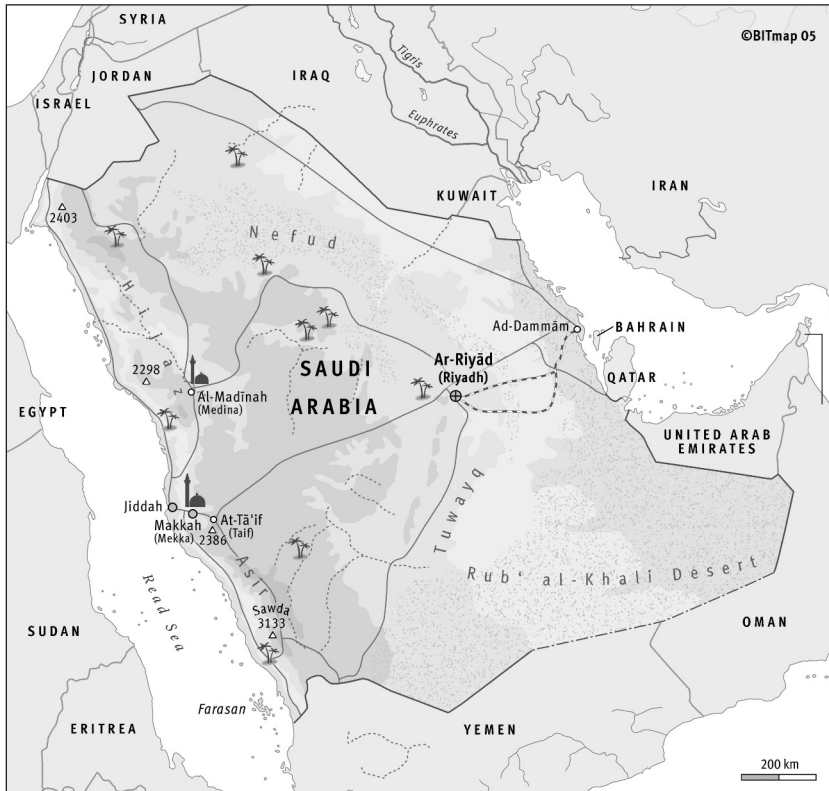 SYRIA
©BITmap 05
JORDAN
IRAQ
Tigris
ISRAEL
Euphrates
IRAN
KUWAIT
2403
Nefud
Hijaz
Ad-Dammām
BAHRAIN
Ar-Riyād
(Riyadh)
SAUDI
ARABIA
2298
QATAR
Al-Madīnah
(Medina)
EGYPT
UNITED ARAB
EMIRATES
Jiddah
Makkah
(Mekka)
At-Tā'if
(Taif)
2386
Tuwayq
Asir
Rub' al-Khali Desert
Read Sea
Sawda
3133
OMAN
SUDAN
Farasan
ERITREA
YEMEN
200 km